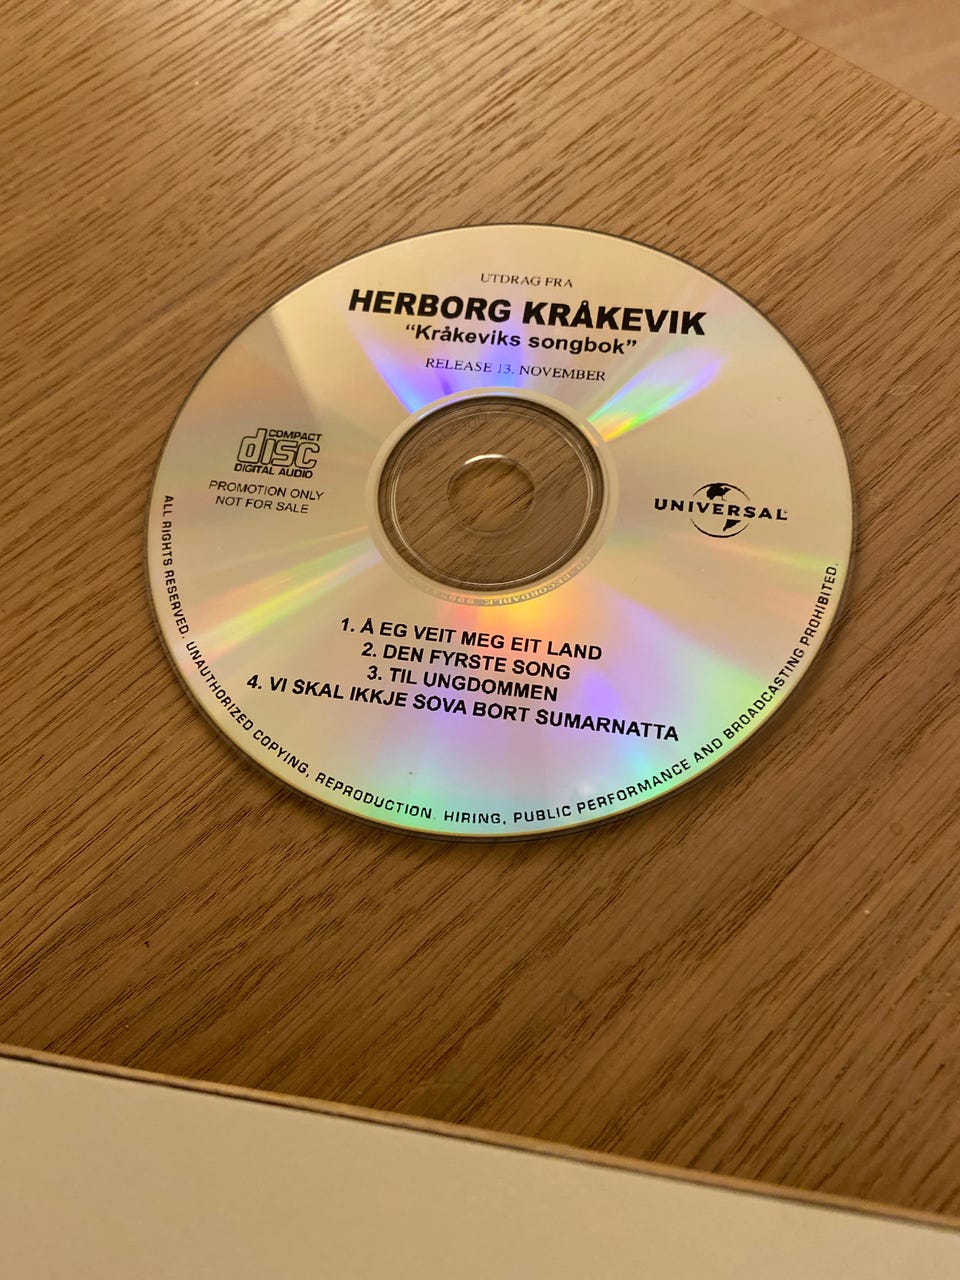 UTDRAG FRA
HERBORG KRÅKEVIK
“Kråkeviks songbok”
RELEASE 13. NOVEMBER
COMPACT
disc
DIGITAL AUDIO
PROMOTION ONLY
NOT FOR SALE
UNIVERSAL
1. Å EG VEIT MEG EIT LAND
2. DEN FYRSTE SONG
3. TIL UNGDOMMEN
4. VI SKAL IKKJE SOVA BORT SUMARNATTA
ALL RIGHTS RESERVED. UNAUTHORIZED COPYING, REPRODUCTION. HIRING, PUBLIC PERFORMANCE AND BROADCASTING PROHIBITED.